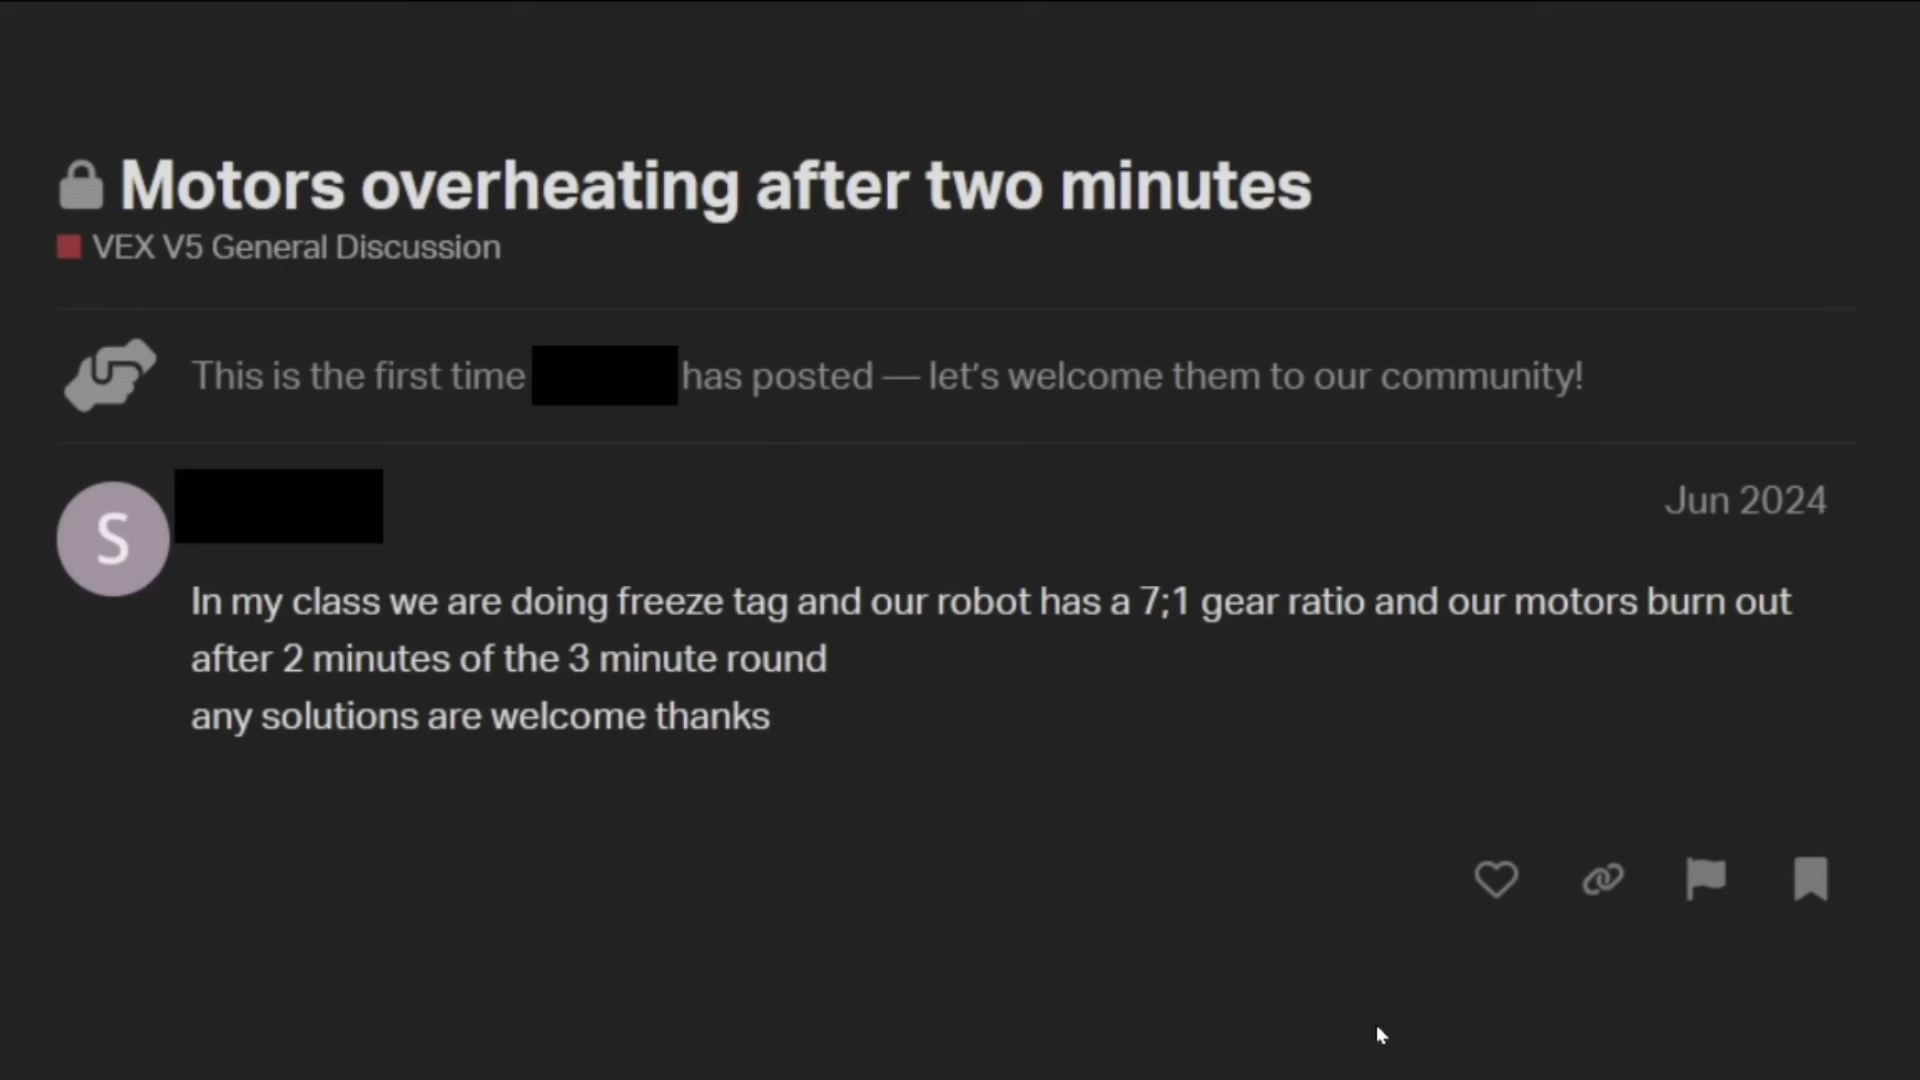 Motors overheating after two minutes
VEX V5 General Discussion
This is the first time has posted — let's welcome them to our community!
S
Jun 2024
In my class we are doing freeze tag and our robot has a 7;1 gear ratio and our motors burn out
after 2 minutes of the 3 minute round
any solutions are welcome thanks